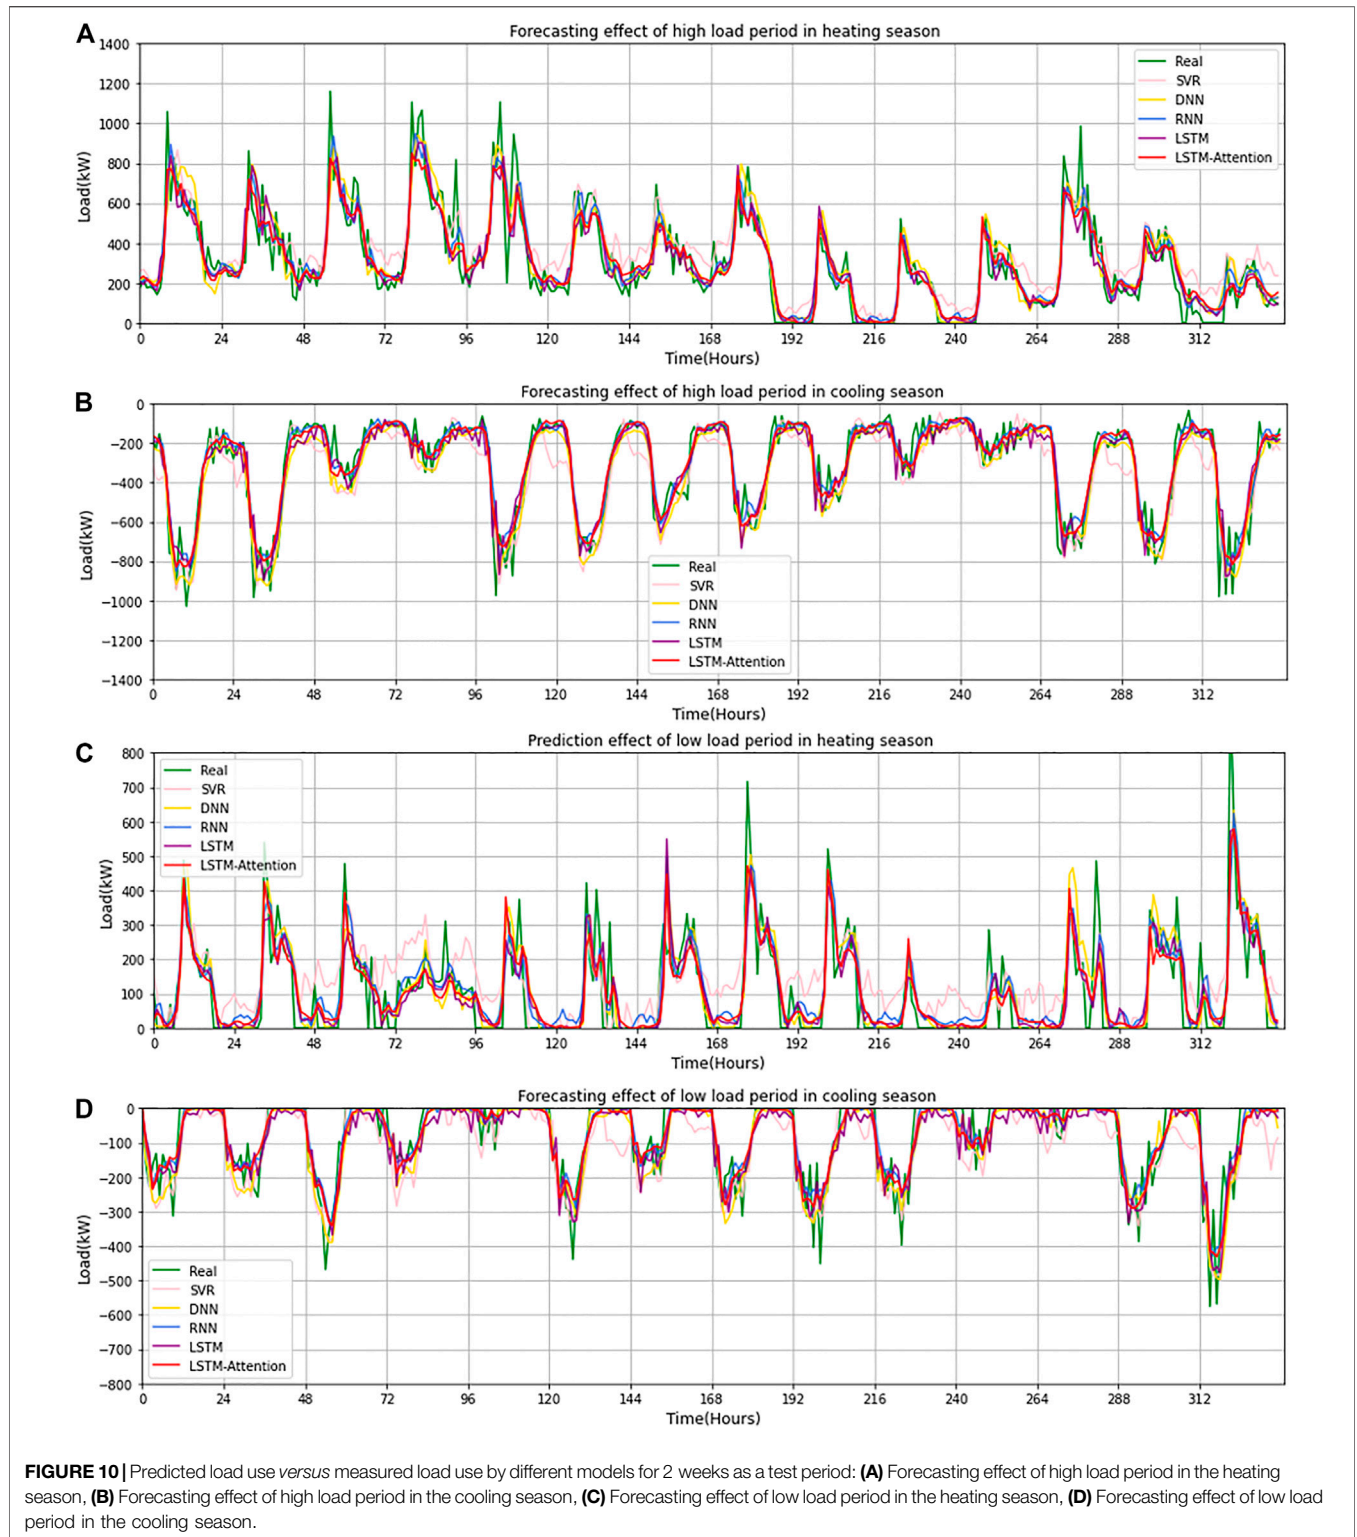 A
Forecasting effect of high load period in heating season
1400
1200
1000
800
600
400
200
0
Load(kW)
Real
SVR
DNN
RNN
LSTM
LSTM-Attention
0 24 48 72 96 120 144 168 192 216 240 264 288 312
Time(Hours)
B
Forecasting effect of high load period in cooling season
0
−200
−400
−600
−800
−1000
−1200
−1400
Load(kW)
Real
SVR
DNN
RNN
LSTM
LSTM-Attention
0 24 48 72 96 120 144 168 192 216 240 264 288 312
Time(Hours)
C
Prediction effect of low load period in heating season
800
700
600
500
400
300
200
100
0
Load(kW)
Real
SVR
DNN
RNN
LSTM
LSTM-Attention
0 24 48 72 96 120 144 168 192 216 240 264 288 312
Time(Hours)
D
Forecasting effect of low load period in cooling season
0
−100
−200
−300
−400
−500
−600
−700
−800
Load(kW)
Real
SVR
DNN
RNN
LSTM
LSTM-Attention
0 24 48 72 96 120 144 168 192 216 240 264 288 312
Time(Hours)
FIGURE 10 | Predicted load use versus measured load use by different models for 2 weeks as a test period: (A) Forecasting effect of high load period in the heating
season, (B) Forecasting effect of high load period in the cooling season, (C) Forecasting effect of low load period in the heating season, (D) Forecasting effect of low load
period in the cooling season.